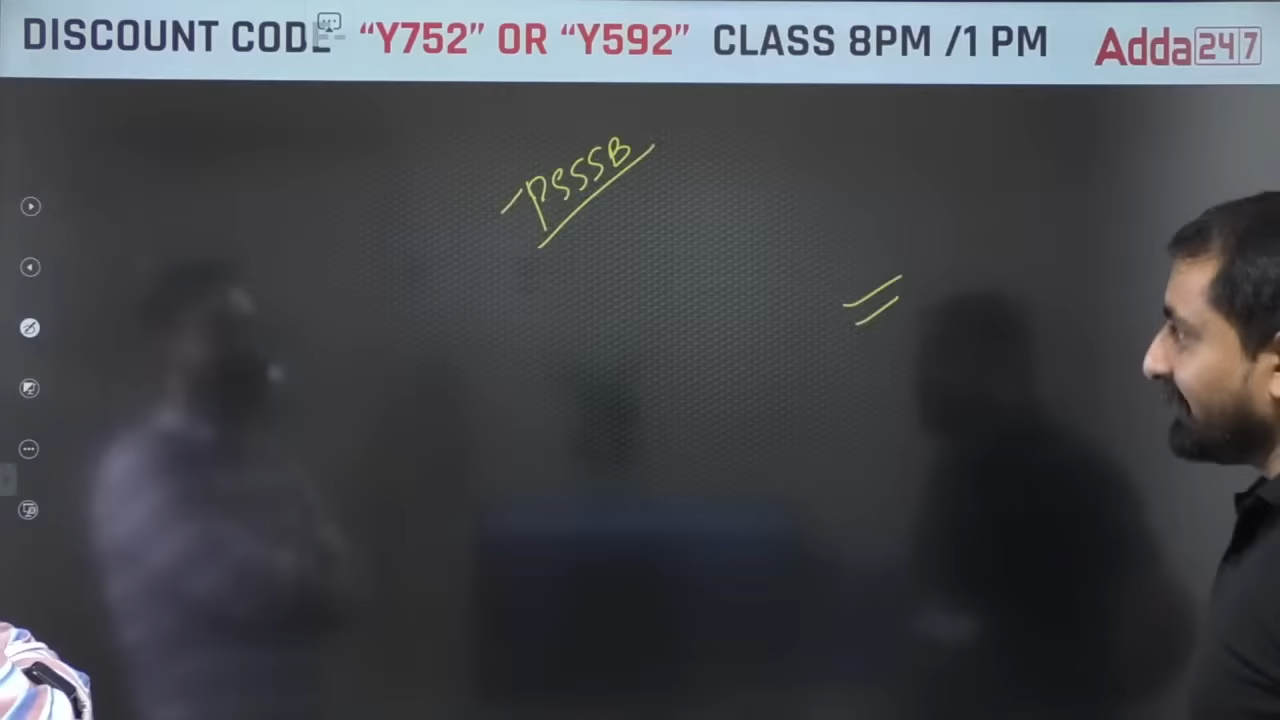 DISCOUNT CODE “Y752” OR “Y592” CLASS 8PM /1 PM
Adda247
PSSSB